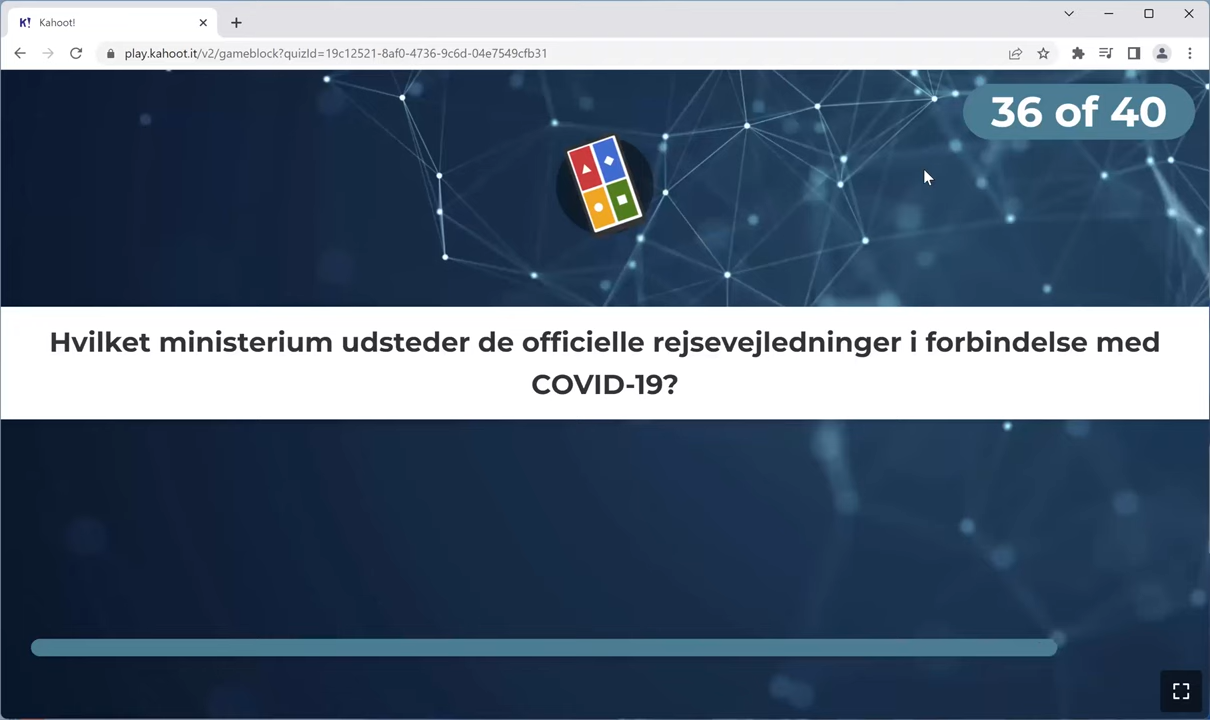 Kahoot!
play.kahoot.it/v2/gameblock?quizId=19c12521-8af0-4736-9c6d-04e7549cfb31
36 of 40
Hvilket ministerium udsteder de officielle rejsevejledninger i forbindelse med
COVID-19?